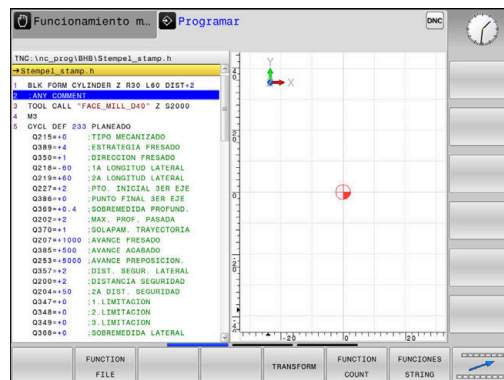 Funcionamiento m...
Programar
DNC
TNC:\nc_prog\BHB\Stempel_stamp.h
→Stempel_stamp.h
1 BLK FORM CYLINDER Z R30 L60 DIST+2
2 ;ANY COMMENT
3 TOOL CALL "FACE_MILL_D40" Z S2000
4 M3
5 CYCL DEF 233 PLANEADO
Q215=+0 ;TIPO MECANIZADO
Q389=+4 ;ESTRATEGIA FRESADO
Q350=+1 ;DIRECCION FRESADO
Q218=-60 ;1A LONGITUD LATERAL
Q219=+60 ;2A LONGITUD LATERAL
Q227=+2 ;PTO. INICIAL 3ER EJE
Q386=+0 ;PUNTO FINAL 3ER EJE
Q369=+0.4 ;SOBREMEDIDA PROFUND.
Q202=+2 ;MAX. PROF. PASADA
Q370=+1 ;SOLAPAM. TRAYECTORIA
Q207=+1000 ;AVANCE FRESADO
Q385=+500 ;AVANCE ACABADO
Q253=+5000 ;AVANCE PREPOSICION.
Q357=+2 ;DIST. SEGUR. LATERAL
Q200=+2 ;DISTANCIA SEGURIDAD
Q204=+50 ;2A DIST. SEGURIDAD
Q347=+0 ;1.LIMITACION
Q348=+0 ;2.LIMITACION
Q349=+0 ;3.LIMITACION
Q368=+0 ;SOBREMEDIDA LATERAL
Y
X
20
0
-20
-20
0
20
FUNCTION
FILE
TRANSFORM
FUNCTION
COUNT
FUNCIONES
STRING